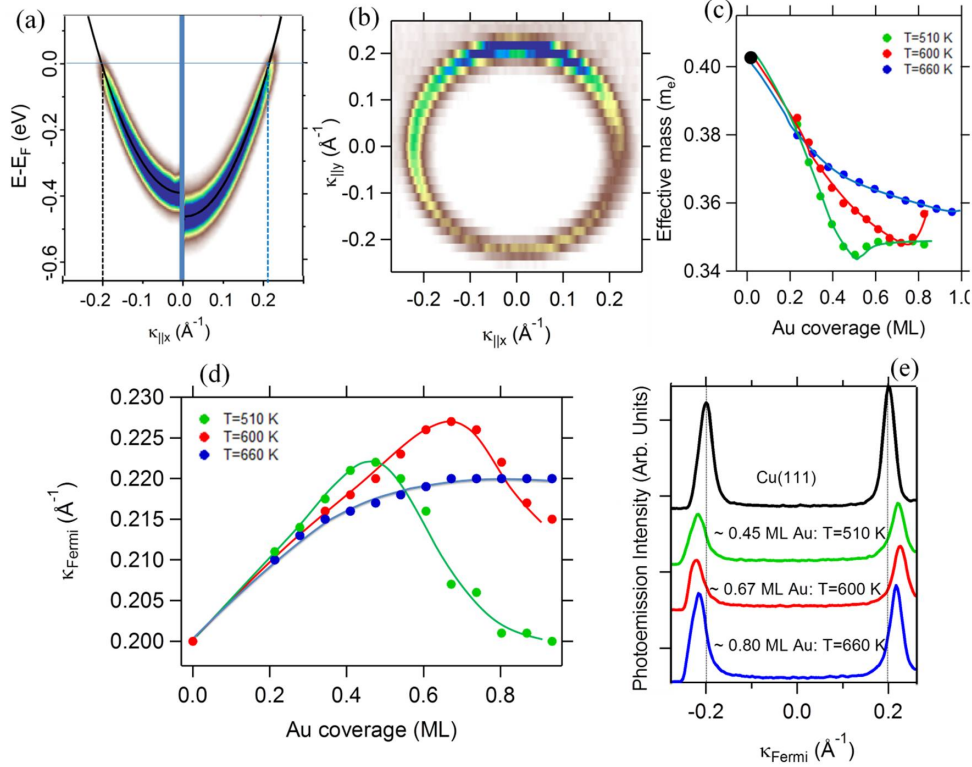 (a)
E-E_F (eV)
0.0
-0.2
-0.4
-0.6
-0.2 0.0 0.2
κ||x (Å⁻¹)
(b)
κ||y (Å⁻¹)
0.2
0.1
0.0
-0.1
-0.2
-0.2 -0.1 0.0 0.1 0.2
κ||x (Å⁻¹)
(c)
T=510 K
T=600 K
T=660 K
Effective mass (mₑ)
0.40
0.38
0.36
0.34
0.0 0.2 0.4 0.6 0.8 1.0
Au coverage (ML)
(d)
T=510 K
T=600 K
T=660 K
κ_Fermi (Å⁻¹)
0.230
0.225
0.220
0.215
0.210
0.205
0.200
0.0 0.2 0.4 0.6 0.8
Au coverage (ML)
(e)
Photoemission Intensity (Arb. Units)
Cu(111)
~ 0.45 ML Au: T=510 K
~ 0.67 ML Au: T=600 K
~ 0.80 ML Au: T=660 K
-0.2 0.0 0.2
κ_Fermi (Å⁻¹)